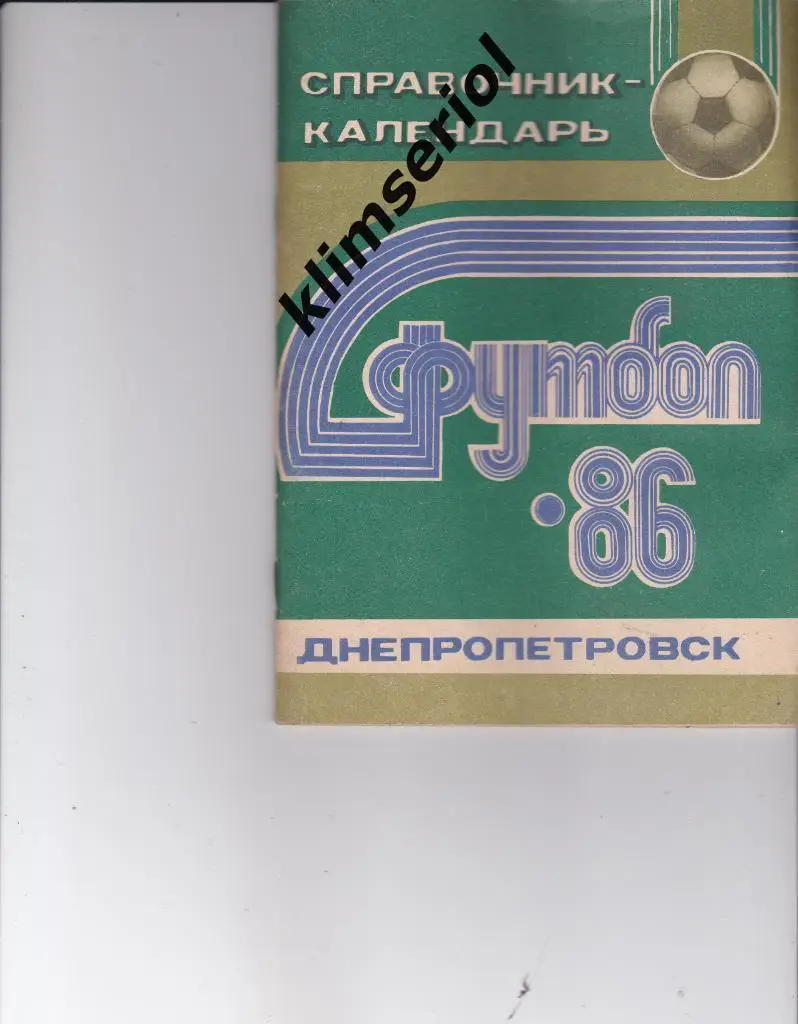 СПРАВОЧНИК-
КАЛЕНДАРЬ
klimseriol
Футбол
·86
ДНЕПРОПЕТРОВСК